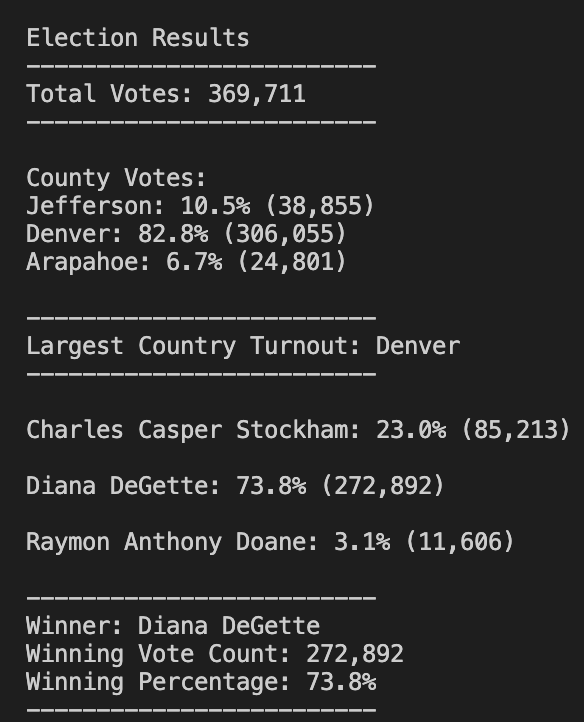 Election Results
-------------------------
Total Votes: 369,711
-------------------------
County Votes:
Jefferson: 10.5% (38,855)
Denver: 82.8% (306,055)
Arapahoe: 6.7% (24,801)
-------------------------
Largest Country Turnout: Denver
-------------------------
Charles Casper Stockham: 23.0% (85,213)
Diana DeGette: 73.8% (272,892)
Raymon Anthony Doane: 3.1% (11,606)
-------------------------
Winner: Diana DeGette
Winning Vote Count: 272,892
Winning Percentage: 73.8%
-------------------------